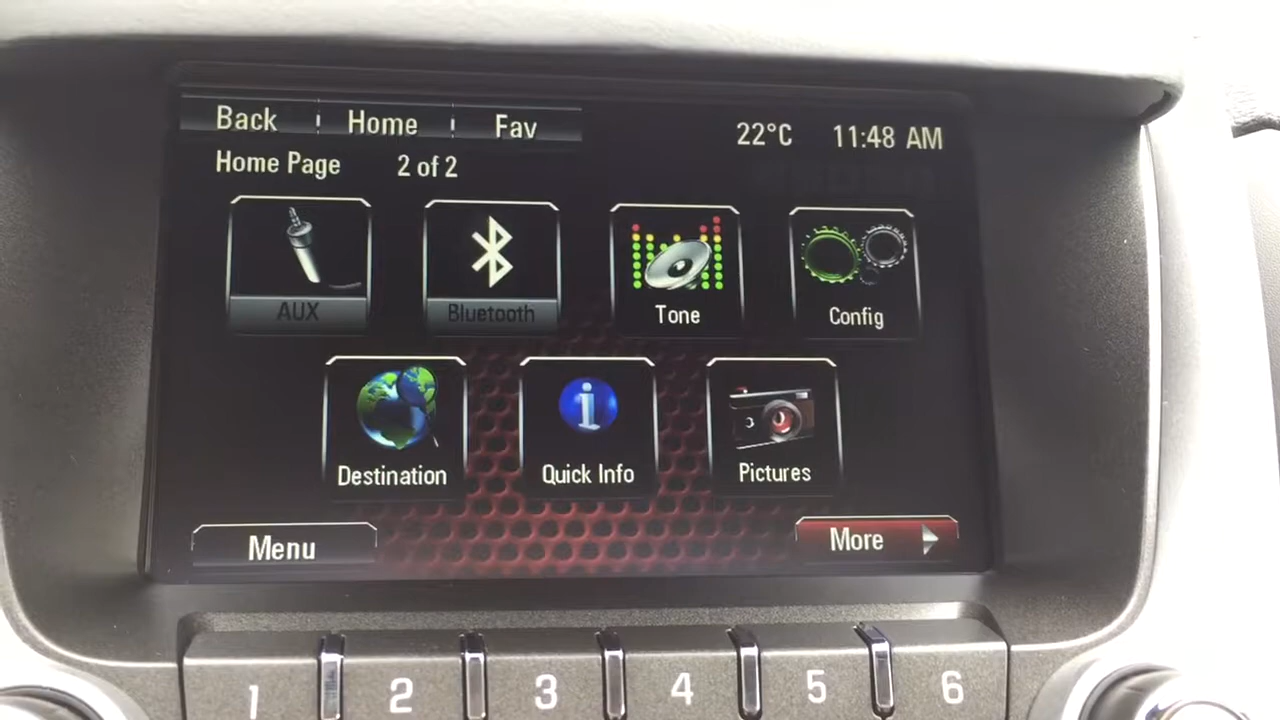 Back Home Fav 22°C 11:48 AM
Home Page 2 of 2
AUX Bluetooth Tone Config
Destination Quick Info Pictures
Menu More
1 2 3 4 5 6